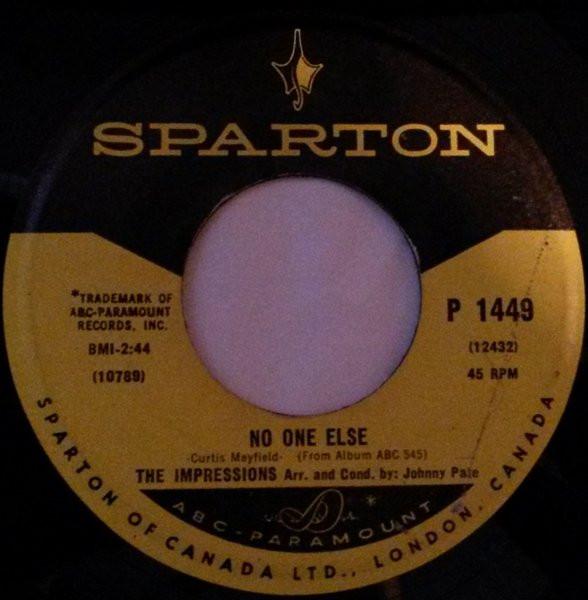 SPARTON
*TRADEMARK OF
ABC-PARAMOUNT
RECORDS, INC.
BMI-2:44
(10789)
P 1449
(12432)
45 RPM
NO ONE ELSE
-Curtis Mayfield- (From Album ABC 545)
THE IMPRESSIONS Arr. and Cond. by: Johnny Pate
ABC-PARAMOUNT *
SPARTON OF CANADA LTD., LONDON, CANADA